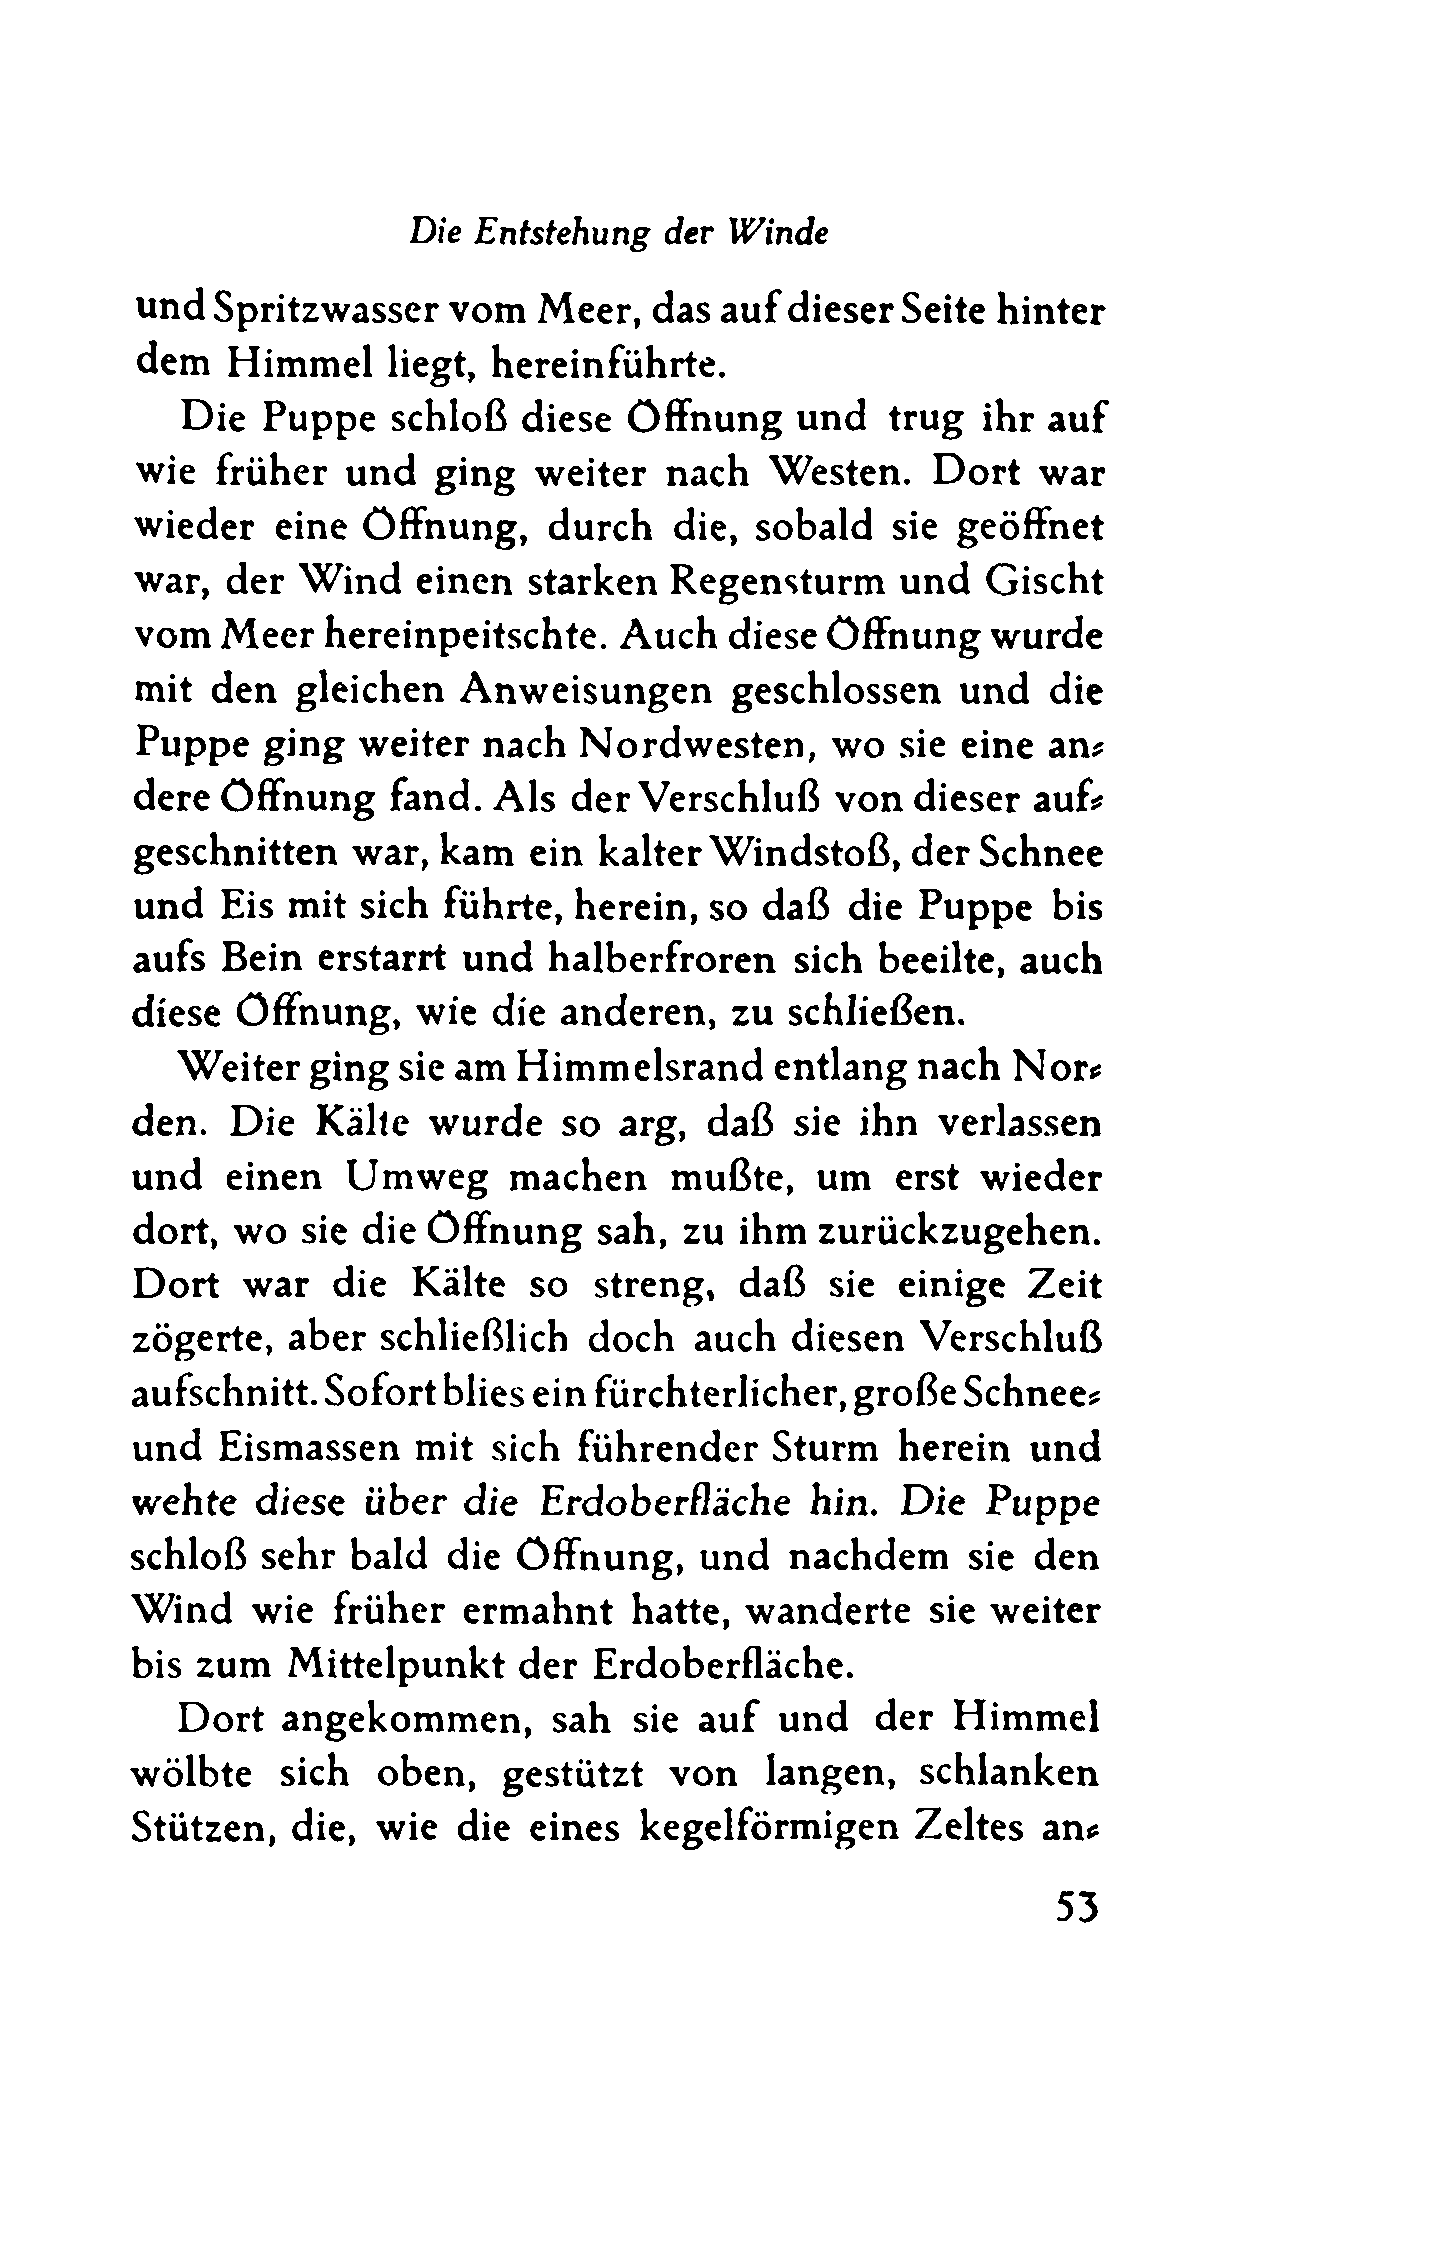 Die Entstehung der Winde
und Spritzwasser vom Meer, das auf dieser Seite hinter
dem Himmel liegt, hereinführte.
Die Puppe schloß diese Öffnung und trug ihr auf
wie früher und ging weiter nach Westen. Dort war
wieder eine Öffnung, durch die, sobald sie geöffnet
war, der Wind einen starken Regensturm und Gischt
vom Meer hereinpeitschte. Auch diese Öffnung wurde
mit den gleichen Anweisungen geschlossen und die
Puppe ging weiter nach Nordwesten, wo sie eine an-
dere Öffnung fand. Als der Verschluß von dieser auf-
geschnitten war, kam ein kalter Windstoß, der Schnee
und Eis mit sich führte, herein, so daß die Puppe bis
aufs Bein erstarrt und halberfroren sich beeilte, auch
diese Öffnung, wie die anderen, zu schließen.
Weiter ging sie am Himmelsrand entlang nach Nor-
den. Die Kälte wurde so arg, daß sie ihn verlassen
und einen Umweg machen mußte, um erst wieder
dort, wo sie die Öffnung sah, zu ihm zurückzugehen.
Dort war die Kälte so streng, daß sie einige Zeit
zögerte, aber schließlich doch auch diesen Verschluß
aufschnitt. Sofort blies ein fürchterlicher, große Schnee-
und Eismassen mit sich führender Sturm herein und
wehte diese über die Erdoberfläche hin. Die Puppe
schloß sehr bald die Öffnung, und nachdem sie den
Wind wie früher ermahnt hatte, wanderte sie weiter
bis zum Mittelpunkt der Erdoberfläche.
Dort angekommen, sah sie auf und der Himmel
wölbte sich oben, gestützt von langen, schlanken
Stützen, die, wie die eines kegelförmigen Zeltes an-
53